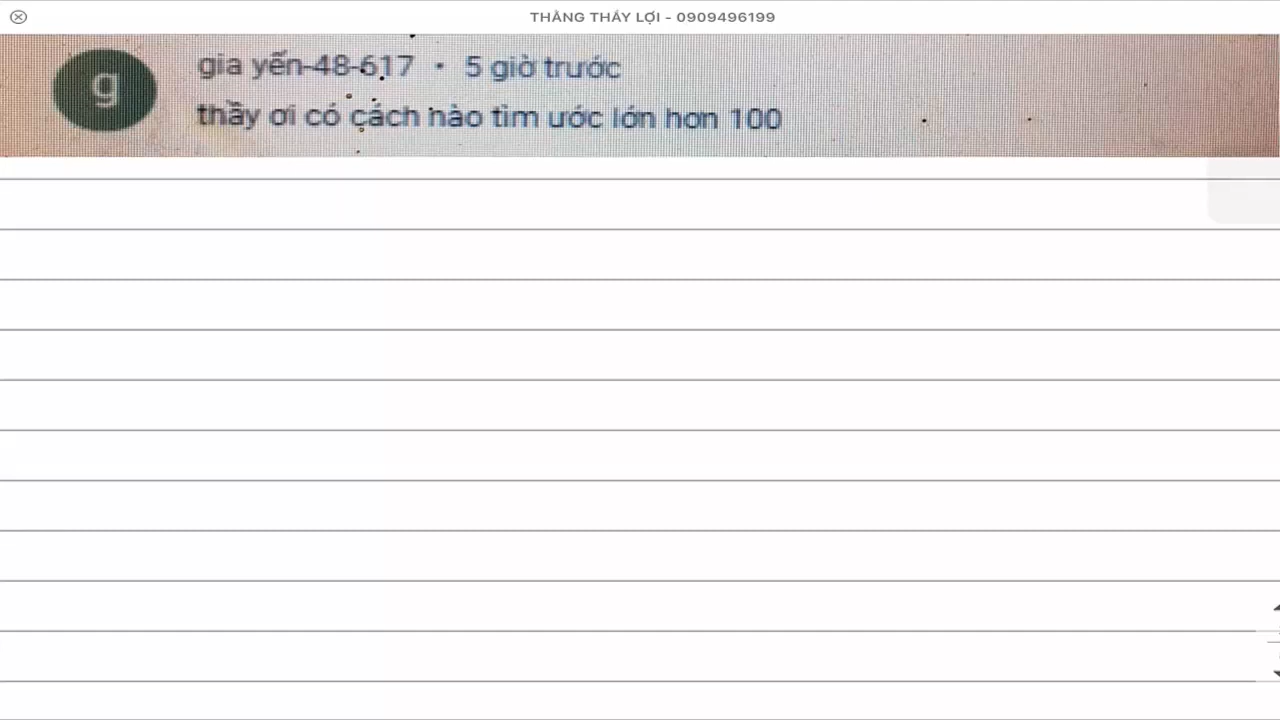 THẮNG THẦY LỢI - 0909496199
g
gia yến-48-617 • 5 giờ trước
thầy ơi có cách nào tìm ước lớn hơn 100